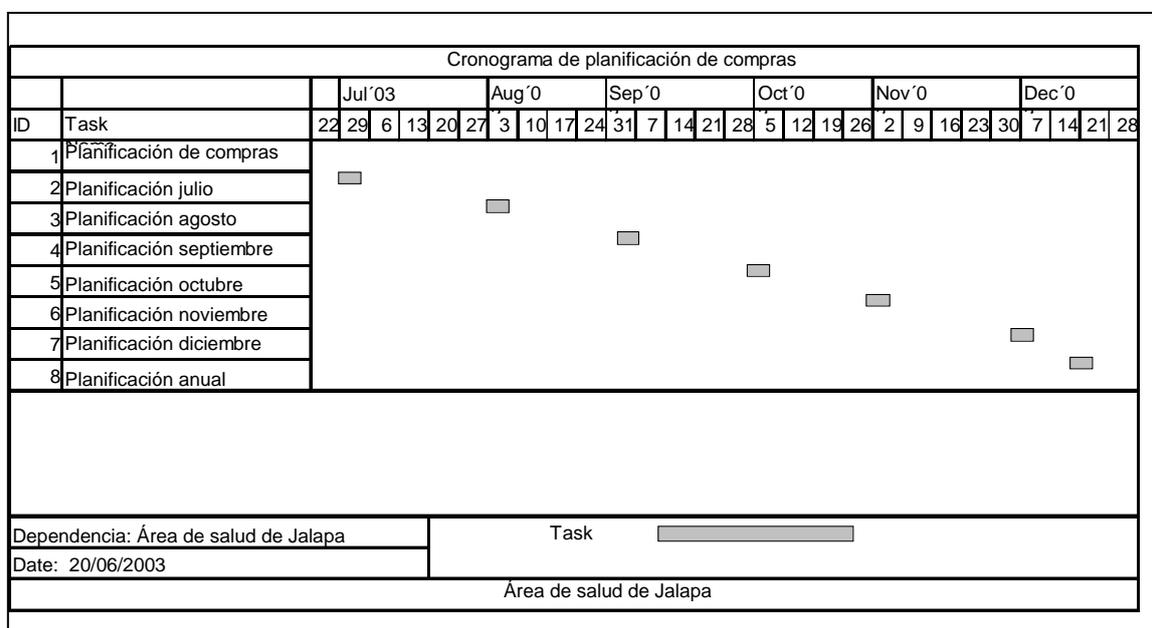 Cronograma de planificación de compras
Jul´03 Aug´0 Sep´0 Oct´0 Nov´0 Dec´0
ID Task 22 29 6 13 20 27 3 10 17 24 31 7 14 21 28 5 12 19 26 2 9 16 23 30 7 14 21 28
1 Planificación de compras
2 Planificación julio
3 Planificación agosto
4 Planificación septiembre
5 Planificación octubre
6 Planificación noviembre
7 Planificación diciembre
8 Planificación anual
Dependencia: Área de salud de Jalapa
Task
Date: 20/06/2003
Área de salud de Jalapa